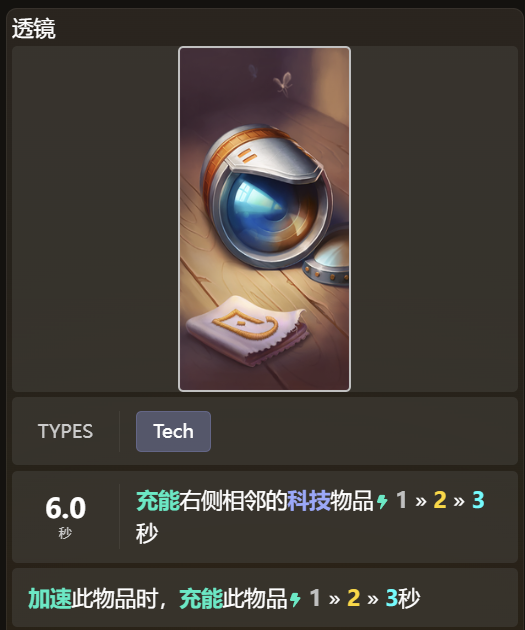 透镜
TYPES Tech
6.0
秒
充能右侧相邻的科技物品 1 » 2 » 3
秒
加速此物品时，充能此物品 1 » 2 » 3秒